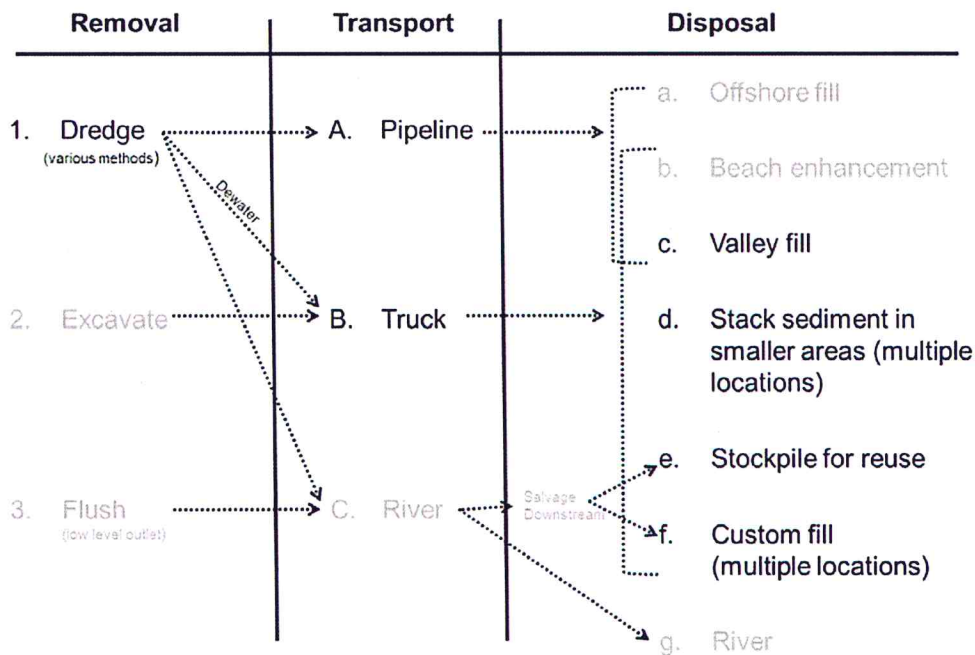 Removal Transport Disposal
a. Offshore fill
1. Dredge A. Pipeline
(various methods)
b. Beach enhancement
Dewater
c. Valley fill
2. Excavate B. Truck d. Stack sediment in
smaller areas (multiple
locations)
e. Stockpile for reuse
3. Flush C. River Salvage
(low level outlet) Downstream
f. Custom fill
(multiple locations)
g. River